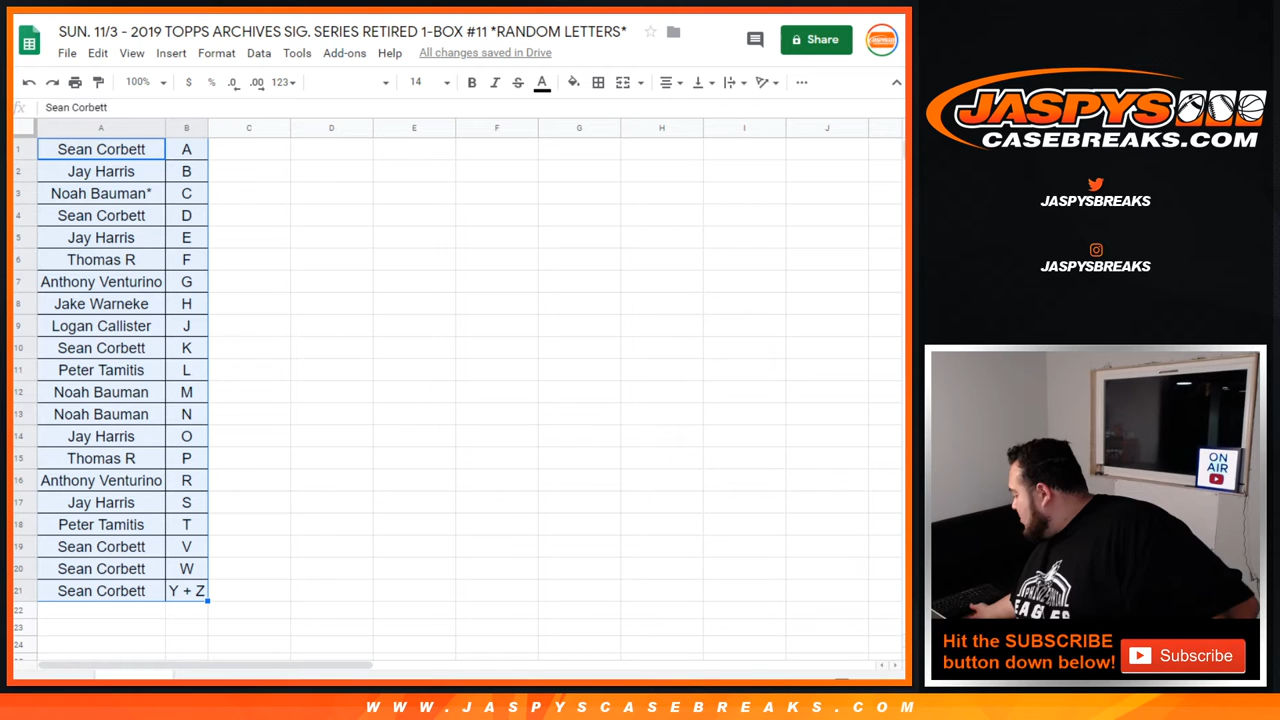 SUN. 11/3 - 2019 TOPPS ARCHIVES SIG. SERIES RETIRED 1-BOX #11 *RANDOM LETTERS*
File Edit View Insert Format Data Tools Add-ons Help All changes saved in Drive
Share
100% $ % .0 .00 123 14 B I S A
fx Sean Corbett
A B C D E F G H I J
1 Sean Corbett A
2 Jay Harris B
3 Noah Bauman* C
4 Sean Corbett D
5 Jay Harris E
6 Thomas R F
7 Anthony Venturino G
8 Jake Warneke H
9 Logan Callister J
10 Sean Corbett K
11 Peter Tamitis L
12 Noah Bauman M
13 Noah Bauman N
14 Jay Harris O
15 Thomas R P
16 Anthony Venturino R
17 Jay Harris S
18 Peter Tamitis T
19 Sean Corbett V
20 Sean Corbett W
21 Sean Corbett Y + Z
22
23
24
JASPYS
CASEBREAKS.COM
JASPYSBREAKS
JASPYSBREAKS
ON
AIR
EAGLES
Hit the SUBSCRIBE
button down below!
Subscribe
WWW.JASPYSCASEBREAKS.COM